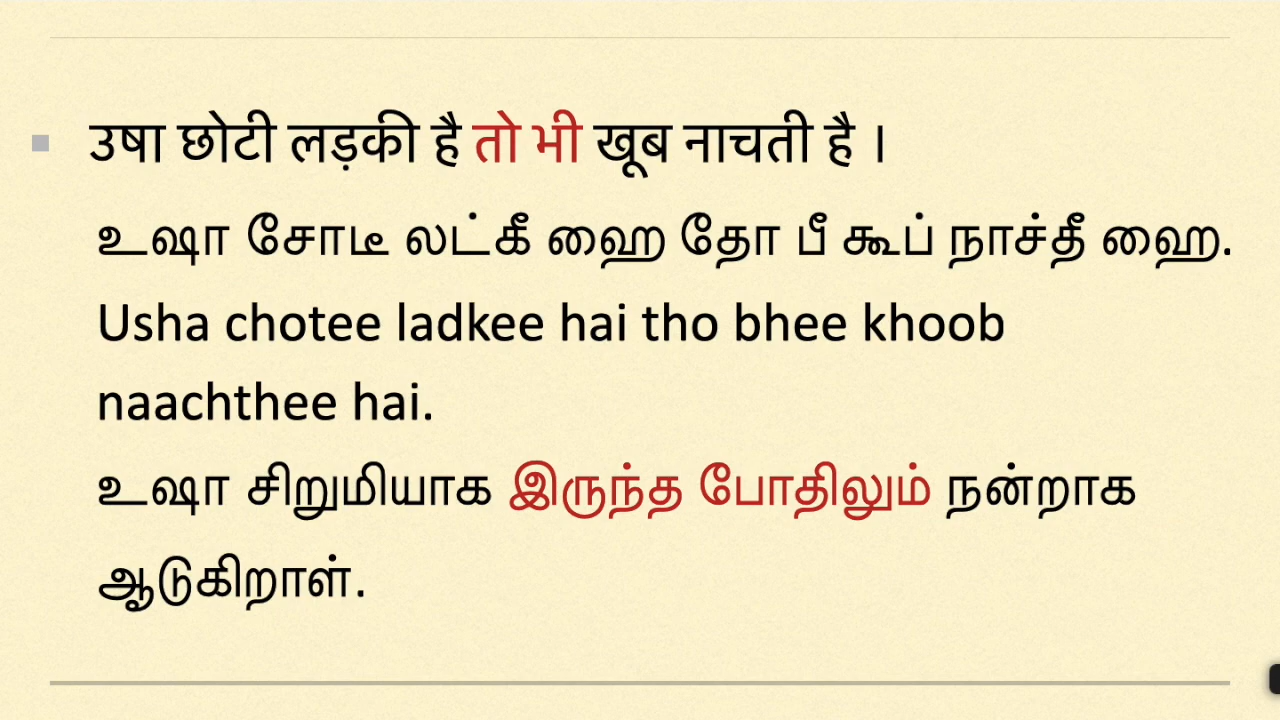 उषा छोटी लड़की है तो भी खूब नाचती है ।
உஷா சோடீ லட்கீ ஹை தோ பீ கூப் நாச்தீ ஹை.
Usha chotee ladkee hai tho bhee khoob
naachthee hai.
உஷா சிறுமியாக இருந்த போதிலும் நன்றாக
ஆடுகிறாள்.